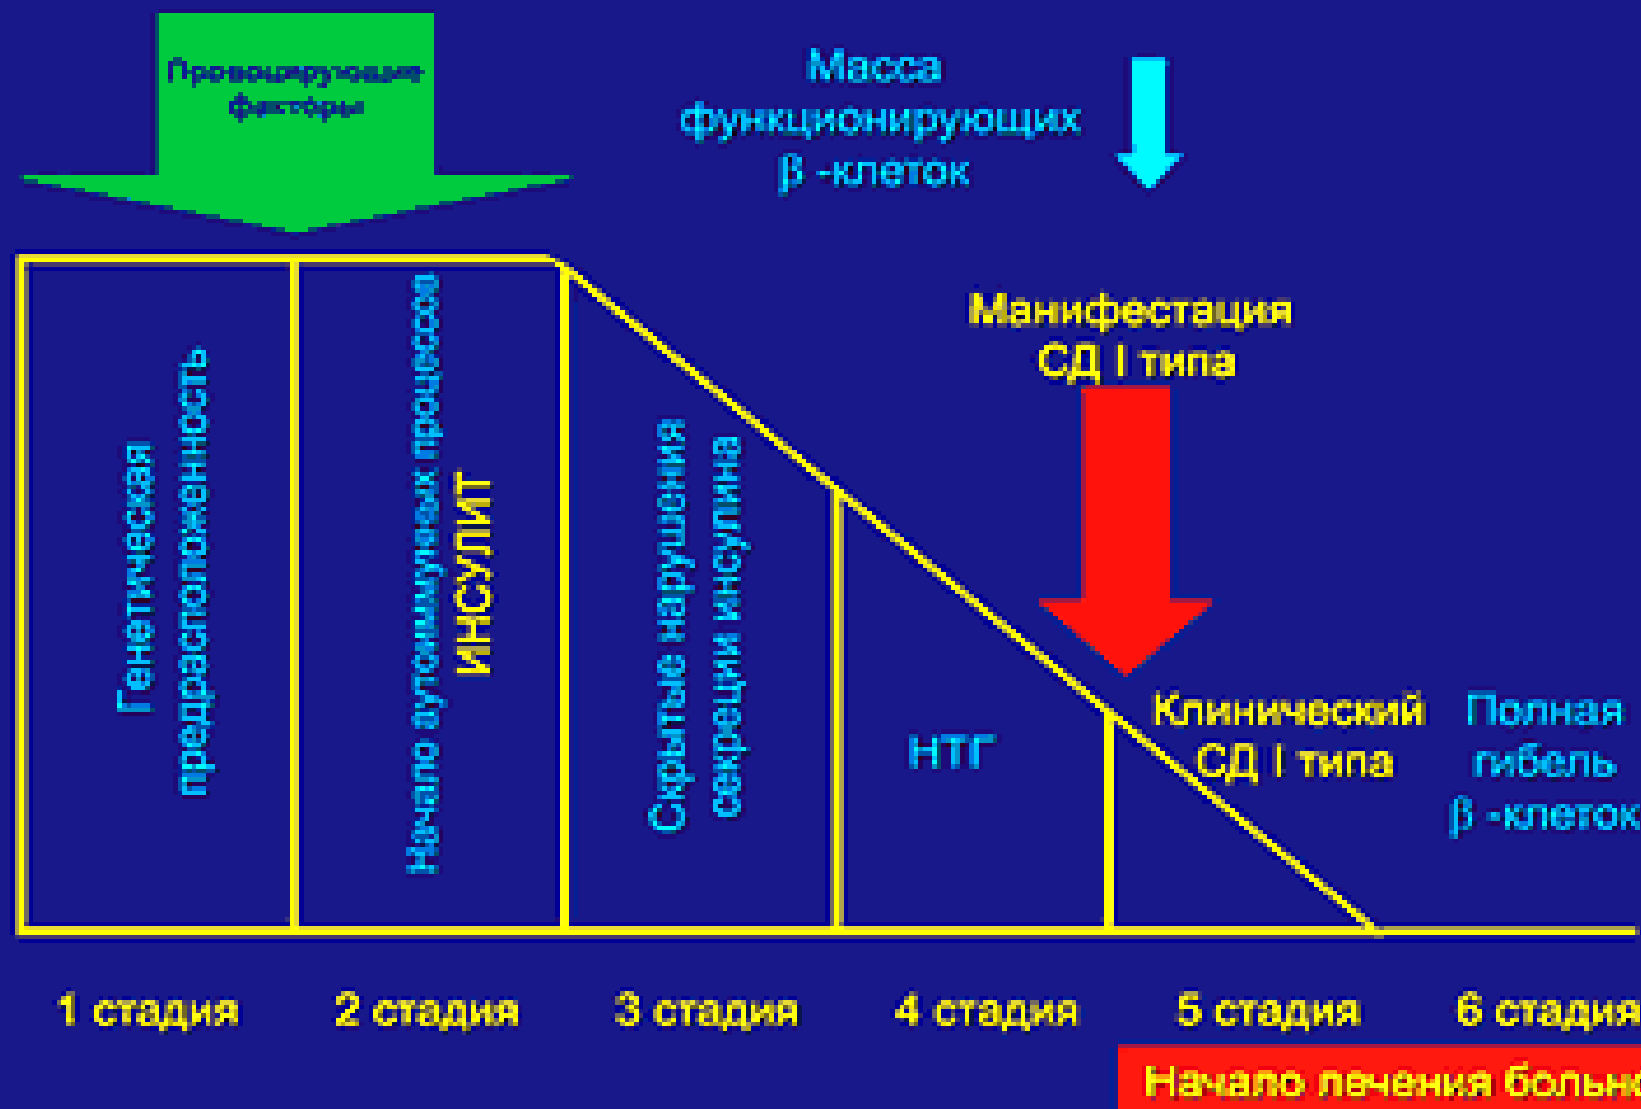 Провоцирующие
факторы
Масса
функционирующих
β -клеток
Манифестация
СД I типа
Генетическая
предрасположенность
Начало аутоиммунных процессов
ИНСУЛИТ
Скрытые нарушения
секреции инсулина
НТГ
Клинический
СД I типа
Полная
гибель
β -клеток
1 стадия
2 стадия
3 стадия
4 стадия
5 стадия
6 стадия
Начало лечения